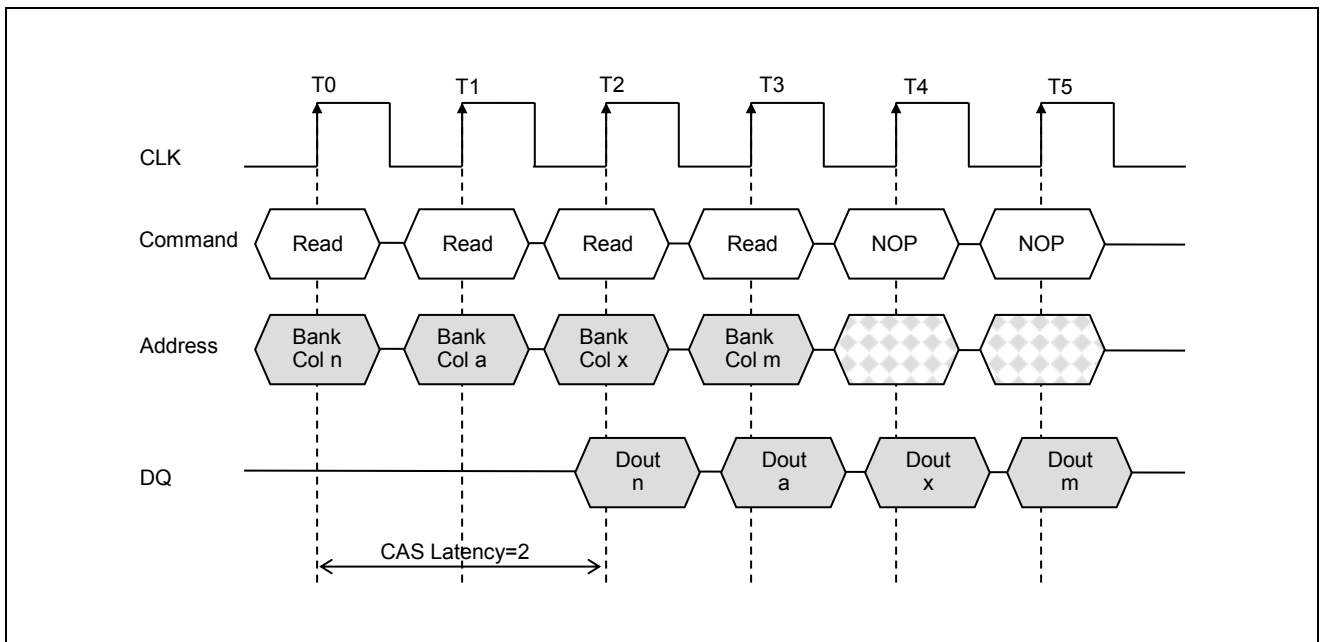 T0 T1 T2 T3 T4 T5
CLK
Command Read Read Read Read NOP NOP
Address
Bank Bank Bank Bank
Col n Col a Col x Col m
Dout Dout Dout Dout
DQ
n a x m
CAS Latency=2